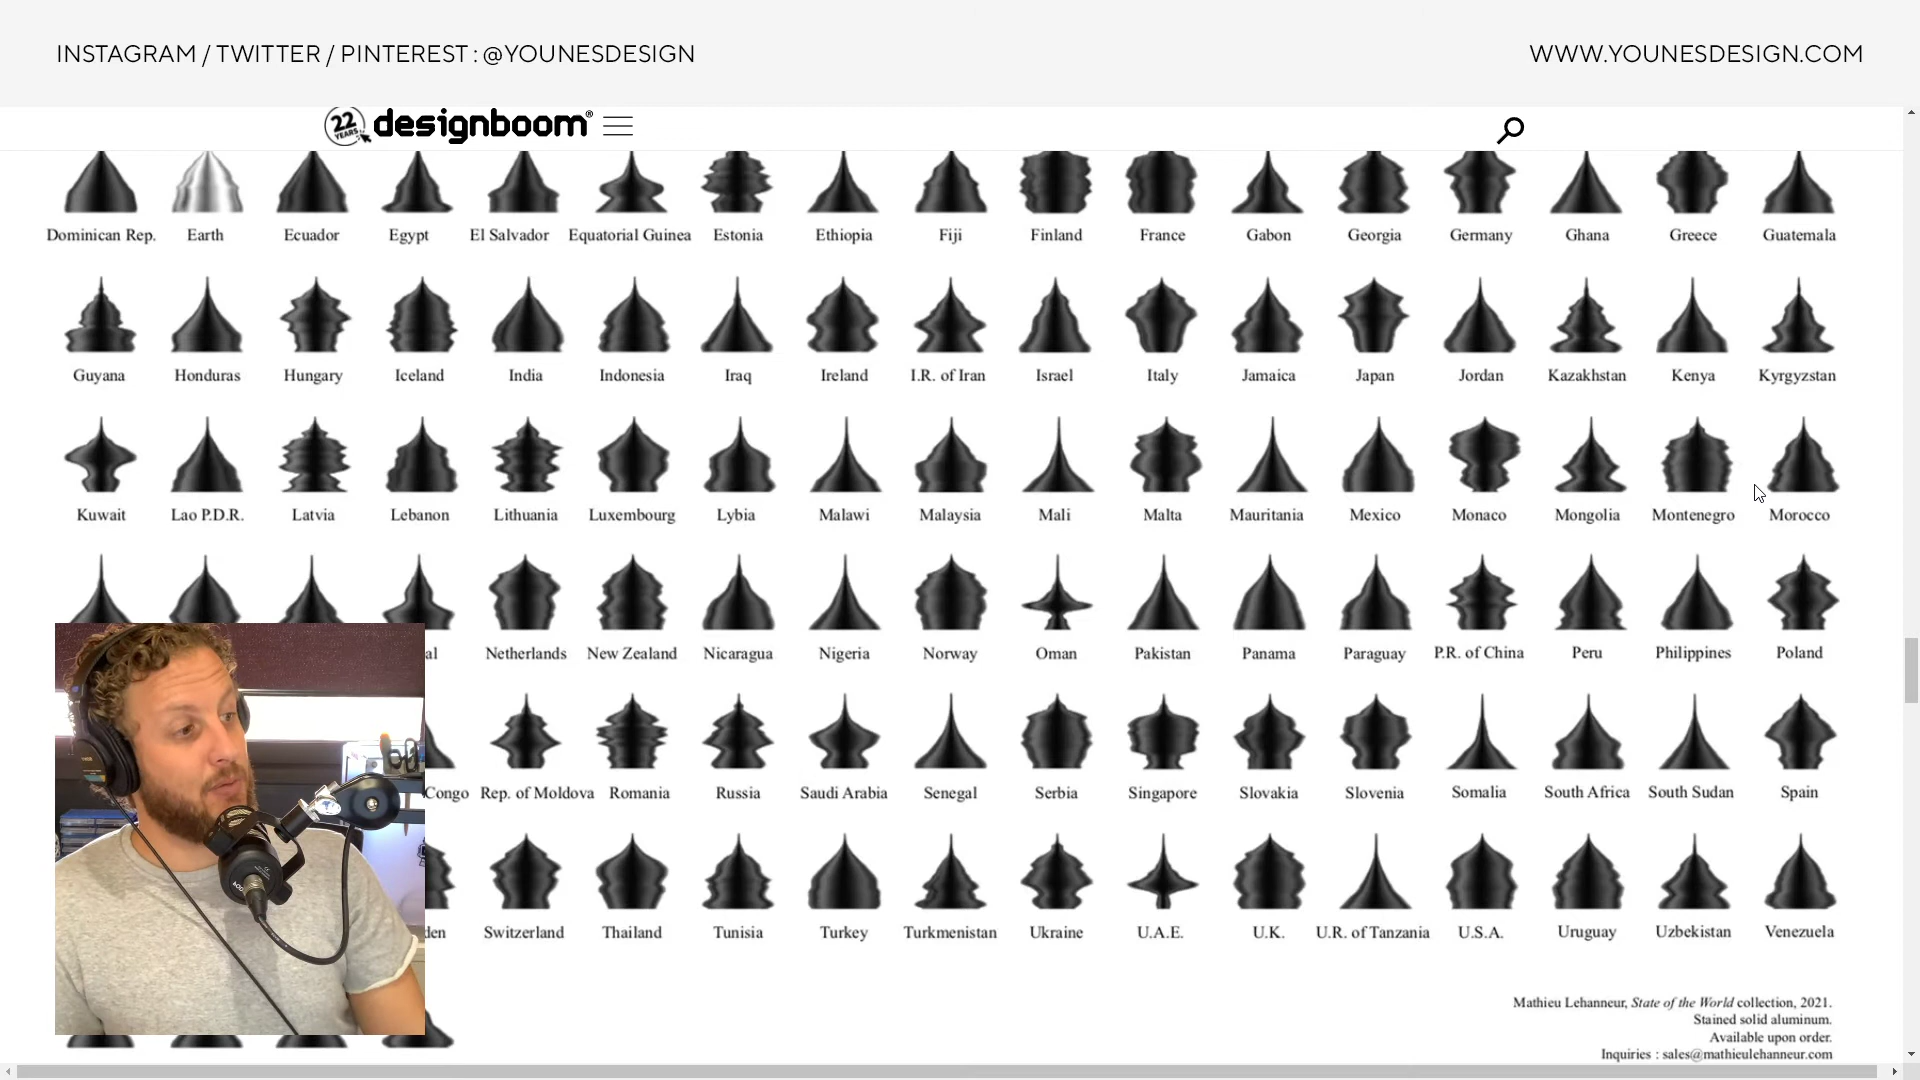 INSTAGRAM / TWITTER / PINTEREST : @YOUNESDESIGN
WWW.YOUNESDESIGN.COM
22 YEARS designboom®
Dominican Rep. Earth Ecuador Egypt El Salvador Equatorial Guinea Estonia Ethiopia Fiji Finland France Gabon Georgia Germany Ghana Greece Guatemala
Guyana Honduras Hungary Iceland India Indonesia Iraq Ireland I.R. of Iran Israel Italy Jamaica Japan Jordan Kazakhstan Kenya Kyrgyzstan
Kuwait Lao P.D.R. Latvia Lebanon Lithuania Luxembourg Lybia Malawi Malaysia Mali Malta Mauritania Mexico Monaco Mongolia Montenegro Morocco
al Netherlands New Zealand Nicaragua Nigeria Norway Oman Pakistan Panama Paraguay P.R. of China Peru Philippines Poland
Congo Rep. of Moldova Romania Russia Saudi Arabia Senegal Serbia Singapore Slovakia Slovenia Somalia South Africa South Sudan Spain
den Switzerland Thailand Tunisia Turkey Turkmenistan Ukraine U.A.E. U.K. U.R. of Tanzania U.S.A. Uruguay Uzbekistan Venezuela
Mathieu Lehanneur, State of the World collection, 2021.
Stained solid aluminum.
Available upon order.
Inquiries : sales@mathieulehanneur.com